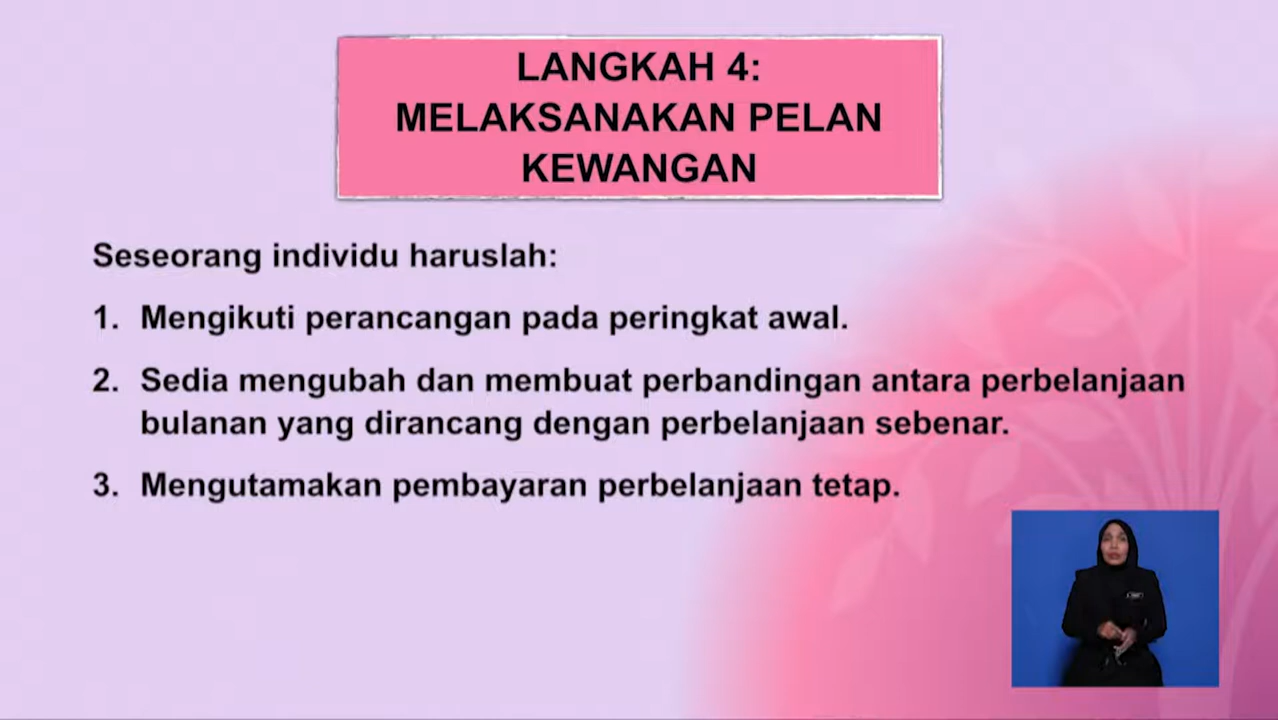 LANGKAH 4:
MELAKSANAKAN PELAN
KEWANGAN
Seseorang individu haruslah:
1. Mengikuti perancangan pada peringkat awal.
2. Sedia mengubah dan membuat perbandingan antara perbelanjaan
bulanan yang dirancang dengan perbelanjaan sebenar.
3. Mengutamakan pembayaran perbelanjaan tetap.